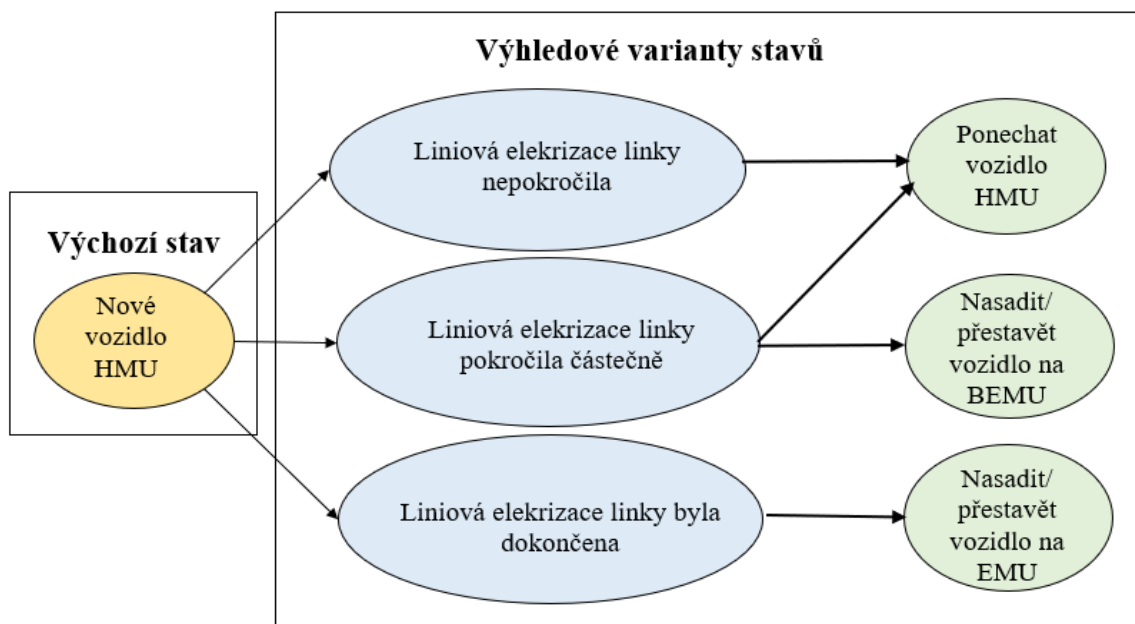 Výhledové varianty stavů
Výchozí stav
Nové
vozidlo
HMU
Liniová elekrizace linky
nepokročila
Liniová elekrizace linky
pokročila částečně
Liniová elekrizace linky byla
dokončena
Ponechat
vozidlo
HMU
Nasadit/
přestavět
vozidlo na
BEMU
Nasadit/
přestavět
vozidlo na
EMU